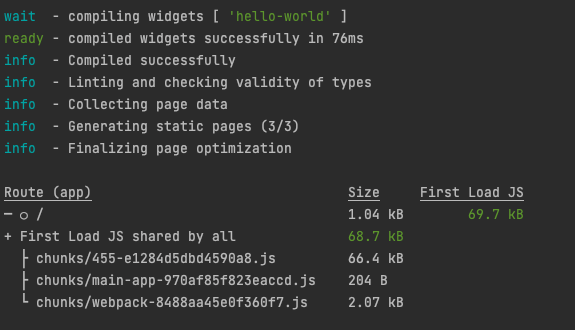 wait  - compiling widgets [ 'hello-world' ]
ready - compiled widgets successfully in 76ms
info  - Compiled successfully
info  - Linting and checking validity of types
info  - Collecting page data
info  - Generating static pages (3/3)
info  - Finalizing page optimization
Route (app) Size First Load JS
─ ○ / 1.04 kB 69.7 kB
+ First Load JS shared by all 68.7 kB
├ chunks/455-e1284d5dbd4590a8.js 66.4 kB
├ chunks/main-app-970af85f823eaccd.js 204 B
└ chunks/webpack-8488aa45e0f360f7.js 2.07 kB